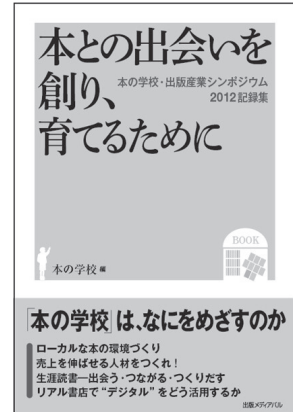 本との出会いを
創り、
育てるために
本の学校・出版産業シンポジウム
2012記録集
BOOK
本の学校 編
「本の学校」は、なにをめざすのか
ローカルな本の環境づくり
売上を伸ばせる人材をつくれ！
生涯読書―出会う・つながる・つくりだす
リアル書店で“デジタル”をどう活用するか
出版メディアパル